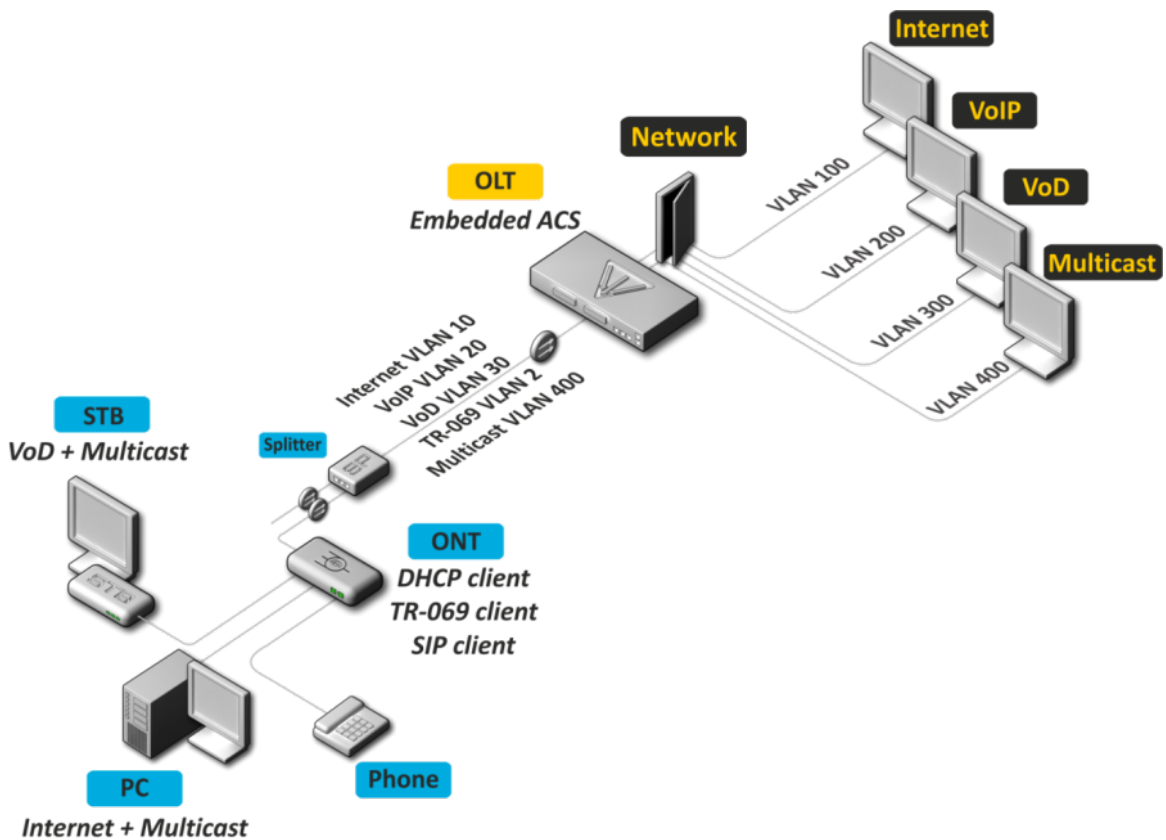 Internet
VoIP
Network
VLAN 100
OLT
VoD
Embedded ACS
VLAN 200
Multicast
VLAN 300
VLAN 400
Internet VLAN 10
VoIP VLAN 20
VoD VLAN 30
TR-069 VLAN 2
Multicast VLAN 400
STB
VoD + Multicast
Splitter
SP
ONT
DHCP client
TR-069 client
SIP client
STB
Phone
PC
Internet + Multicast